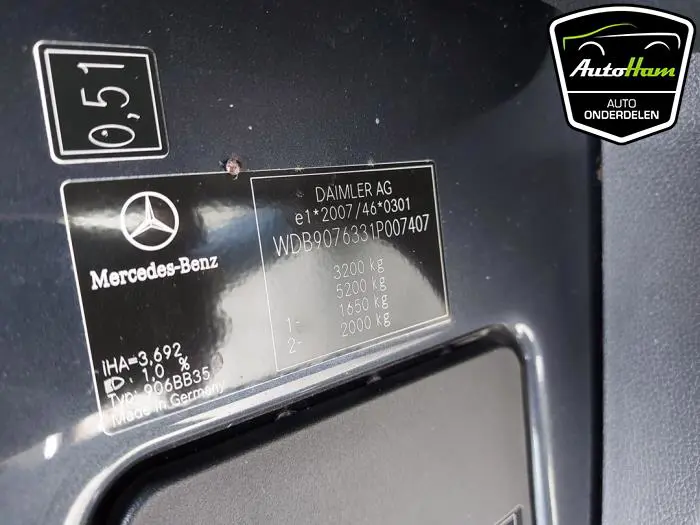 0,51
AutoHam
AUTO
ONDERDELEN
Mercedes-Benz
IHA=3,692
1,0 %
Typ: 906BB35
Made in Germany
DAIMLER AG
e1*2007/46*0301
WDB9076331P007407
3200 kg
5200 kg
1- 1650 kg
2- 2000 kg